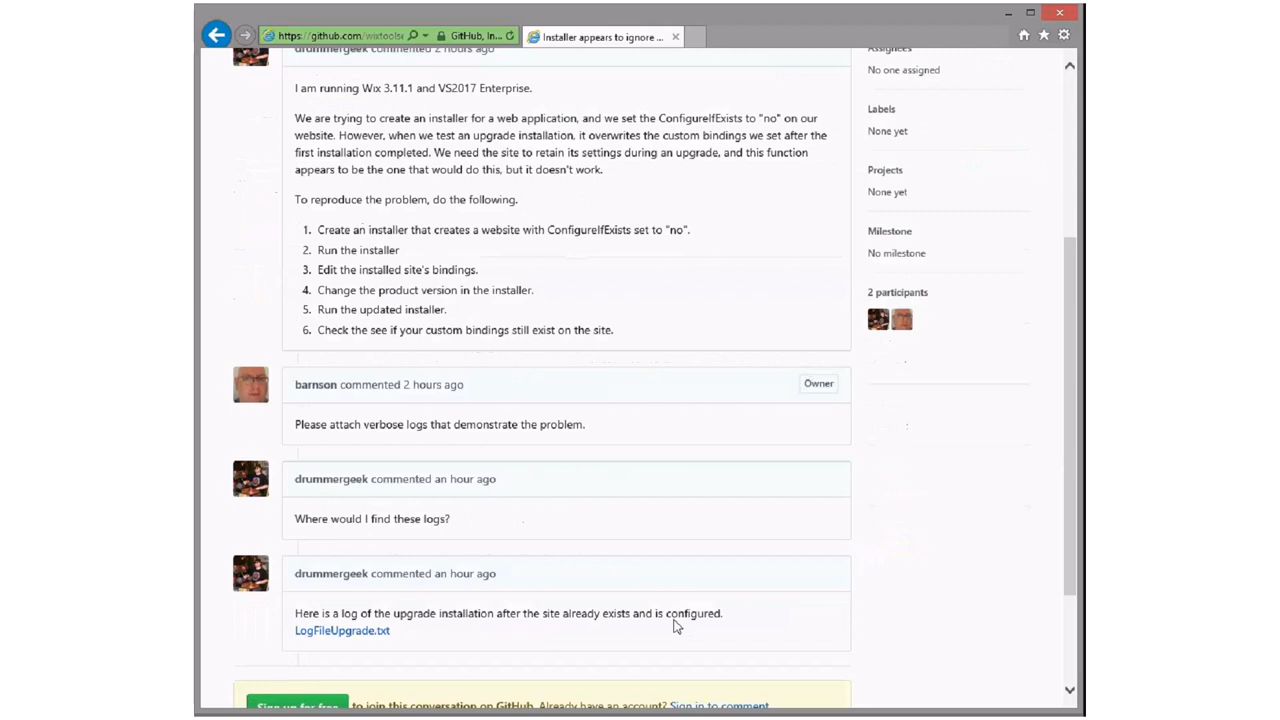 https://github.com/wixtoolse
GitHub, In...
Installer appears to ignore ...
drummergeek commented 2 hours ago
Assignees
No one assigned
I am running Wix 3.11.1 and VS2017 Enterprise.
Labels
None yet
We are trying to create an installer for a web application, and we set the ConfigureIfExists to "no" on our
website. However, when we test an upgrade installation, it overwrites the custom bindings we set after the
first installation completed. We need the site to retain its settings during an upgrade, and this function
appears to be the one that would do this, but it doesn't work.
Projects
None yet
To reproduce the problem, do the following.
Milestone
No milestone
1. Create an installer that creates a website with ConfigureIfExists set to "no".
2. Run the installer
3. Edit the installed site's bindings.
4. Change the product version in the installer.
5. Run the updated installer.
6. Check the see if your custom bindings still exist on the site.
2 participants
barnson commented 2 hours ago
Owner
Please attach verbose logs that demonstrate the problem.
drummergeek commented an hour ago
Where would I find these logs?
drummergeek commented an hour ago
Here is a log of the upgrade installation after the site already exists and is configured.
LogFileUpgrade.txt
Sign up for free to join this conversation on GitHub. Already have an account? Sign in to comment